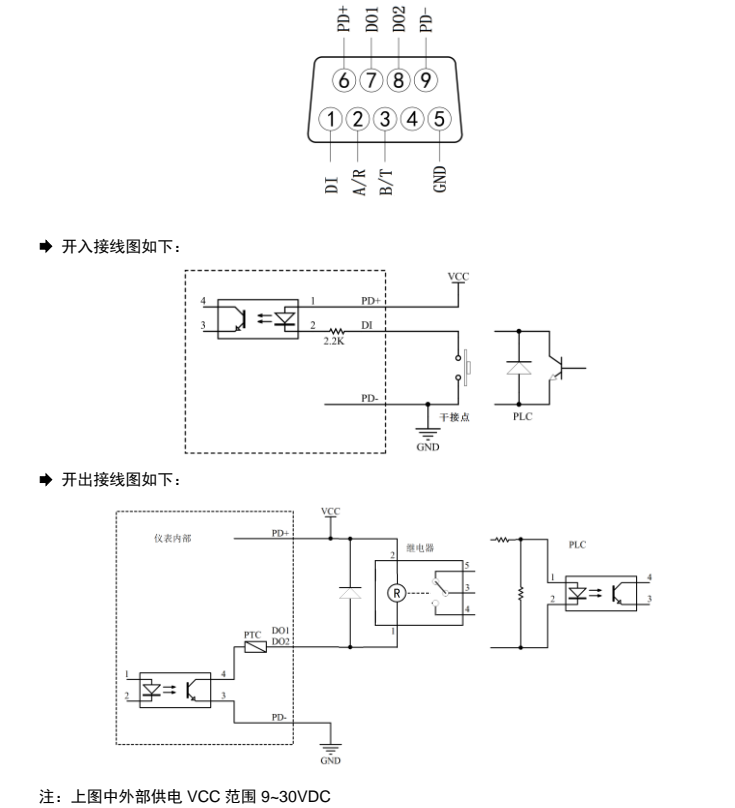 PD+ DO1 DO2 PD-
6 7 8 9
1 2 3 4 5
DI A/R B/T GND
➡ 开入接线图如下:
VCC
4 1 PD+
3 2 DI
2.2K
PD-
干接点 PLC
GND
➡ 开出接线图如下:
VCC
仪表内部 PD+ 继电器 PLC
2
5
1 4
R 3
2 3
4
DO1 1
PTC DO2
1 4
2 3
PD-
GND
注：上图中外部供电 VCC 范围 9~30VDC